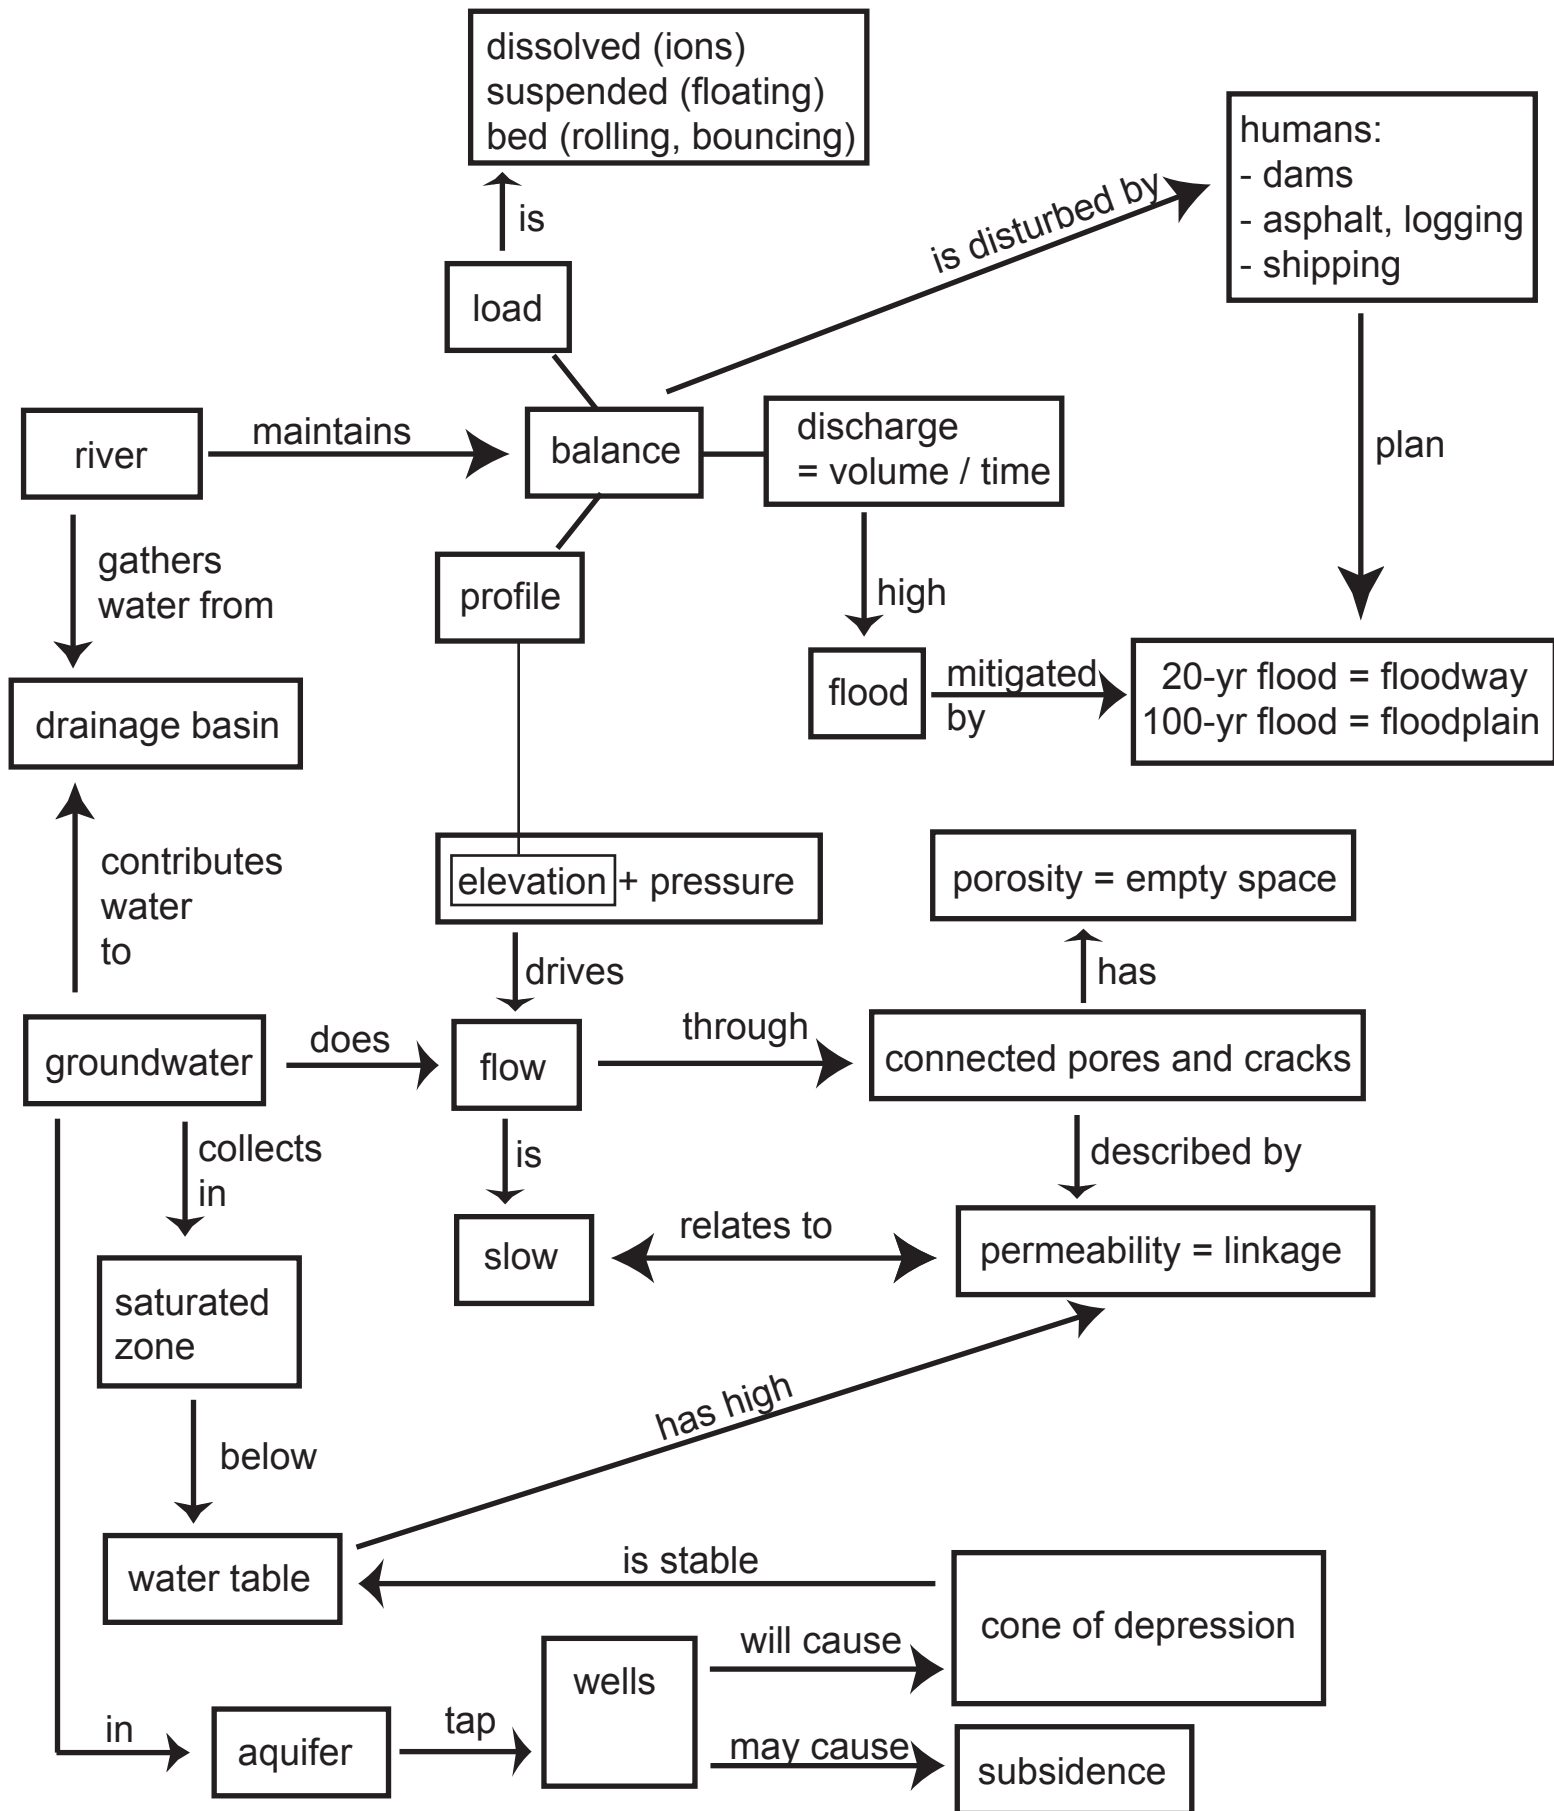 dissolved (ions)
suspended (floating)
bed (rolling, bouncing)
humans:
- dams
- asphalt, logging
- shipping
is
is disturbed by
load
river
maintains
balance
discharge
= volume / time
plan
gathers
water from
profile
high
drainage basin
flood
mitigated
by
20-yr flood = floodway
100-yr flood = floodplain
contributes
water
to
elevation + pressure
porosity = empty space
drives
has
groundwater
does
flow
through
connected pores and cracks
collects
in
is
described by
saturated
zone
slow
relates to
permeability = linkage
below
has high
water table
is stable
cone of depression
wells
will cause
in
aquifer
tap
may cause
subsidence